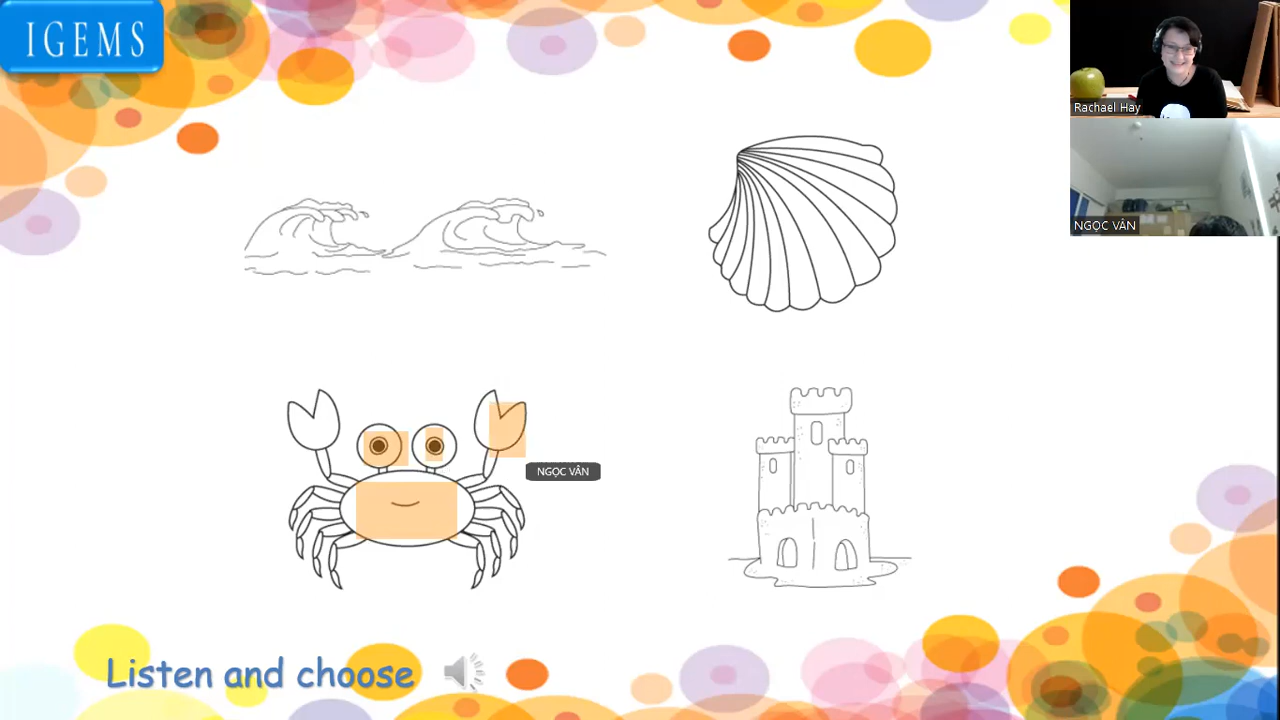 IGEMS
Rachael Hay
NGỌC VÂN
NGỌC VÂN
Listen and choose